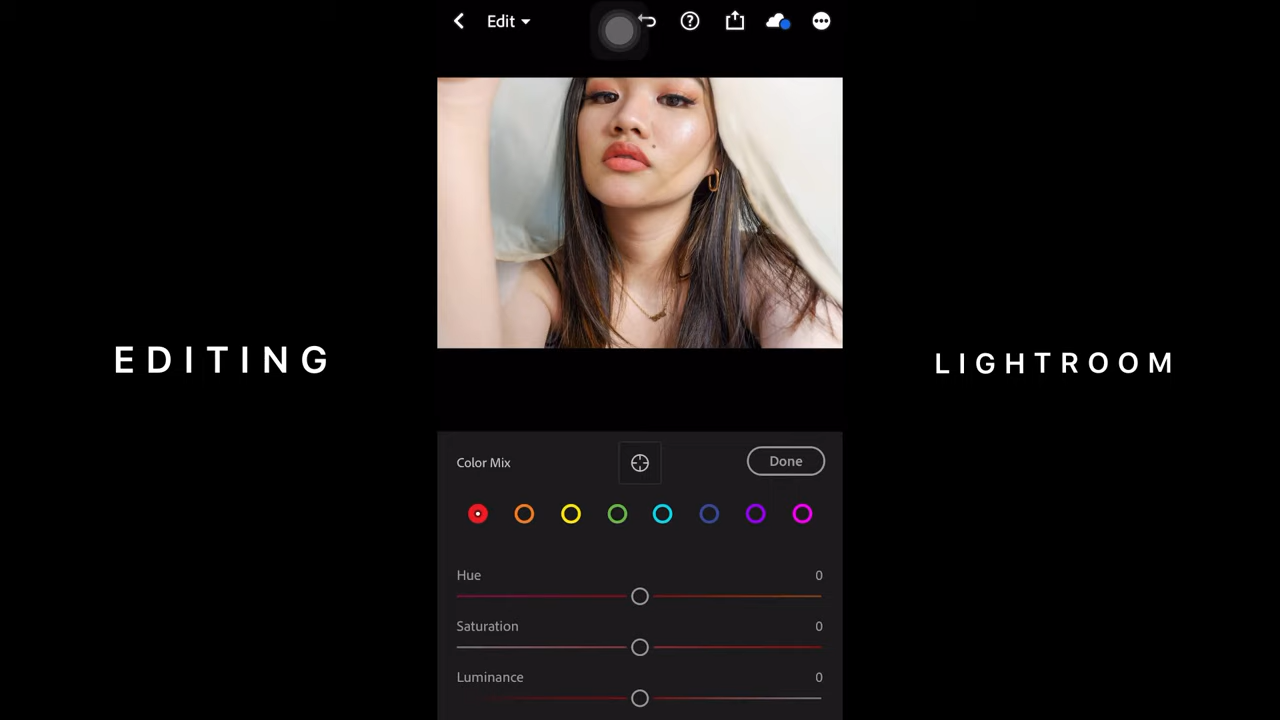 Edit
EDITING
LIGHTROOM
Color Mix
Done
Hue 0
Saturation 0
Luminance 0